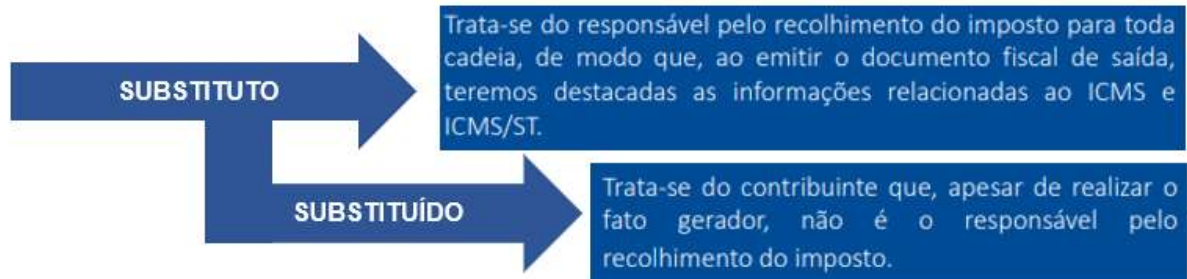 SUBSTITUTO
Trata-se do responsável pelo recolhimento do imposto para toda
cadeia, de modo que, ao emitir o documento fiscal de saída,
teremos destacadas as informações relacionadas ao ICMS e
ICMS/ST.
SUBSTITUÍDO
Trata-se do contribuinte que, apesar de realizar o
fato gerador, não é o responsável pelo
recolhimento do imposto.